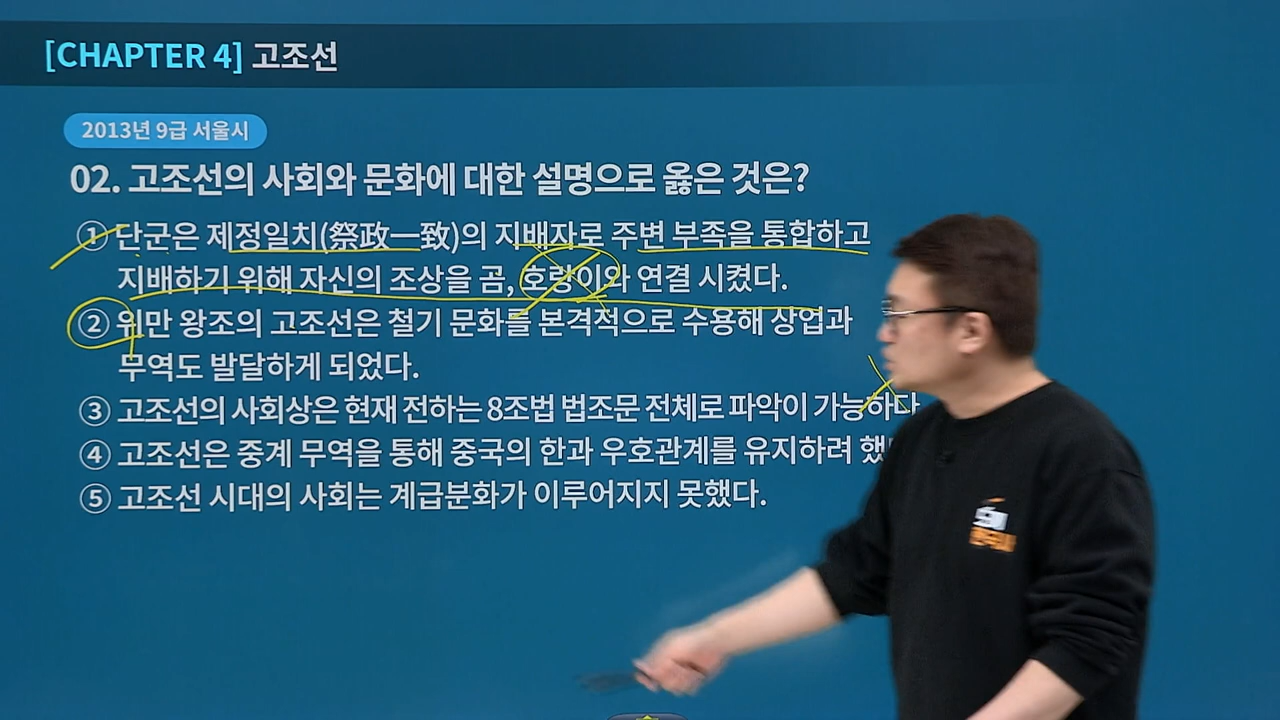 [CHAPTER 4] 고조선
2013년 9급 서울시
02. 고조선의 사회와 문화에 대한 설명으로 옳은 것은?
① 단군은 제정일치(祭政一致)의 지배자로 주변 부족을 통합하고
지배하기 위해 자신의 조상을 곰, 호랑이와 연결 시켰다.
② 위만 왕조의 고조선은 철기 문화를 본격적으로 수용해 상업과
무역도 발달하게 되었다.
③ 고조선의 사회상은 현재 전하는 8조법 법조문 전체로 파악이 가능하다
④ 고조선은 중계 무역을 통해 중국의 한과 우호관계를 유지하려 했
⑤ 고조선 시대의 사회는 계급분화가 이루어지지 못했다.